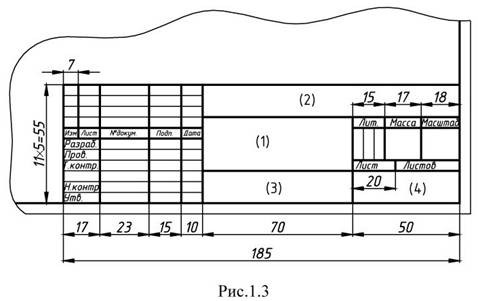 7
(2)
15 17 18
11×5=55
(1)
Лит. Масса Масштаб
Изм Лист №докум. Подп. Дата
Разраб.
Пров.
Т.контр.
Лист Листов
20
(3)
(4)
Н.контр
Утв.
17 23 15 10 70 50
185
Рис.1.3